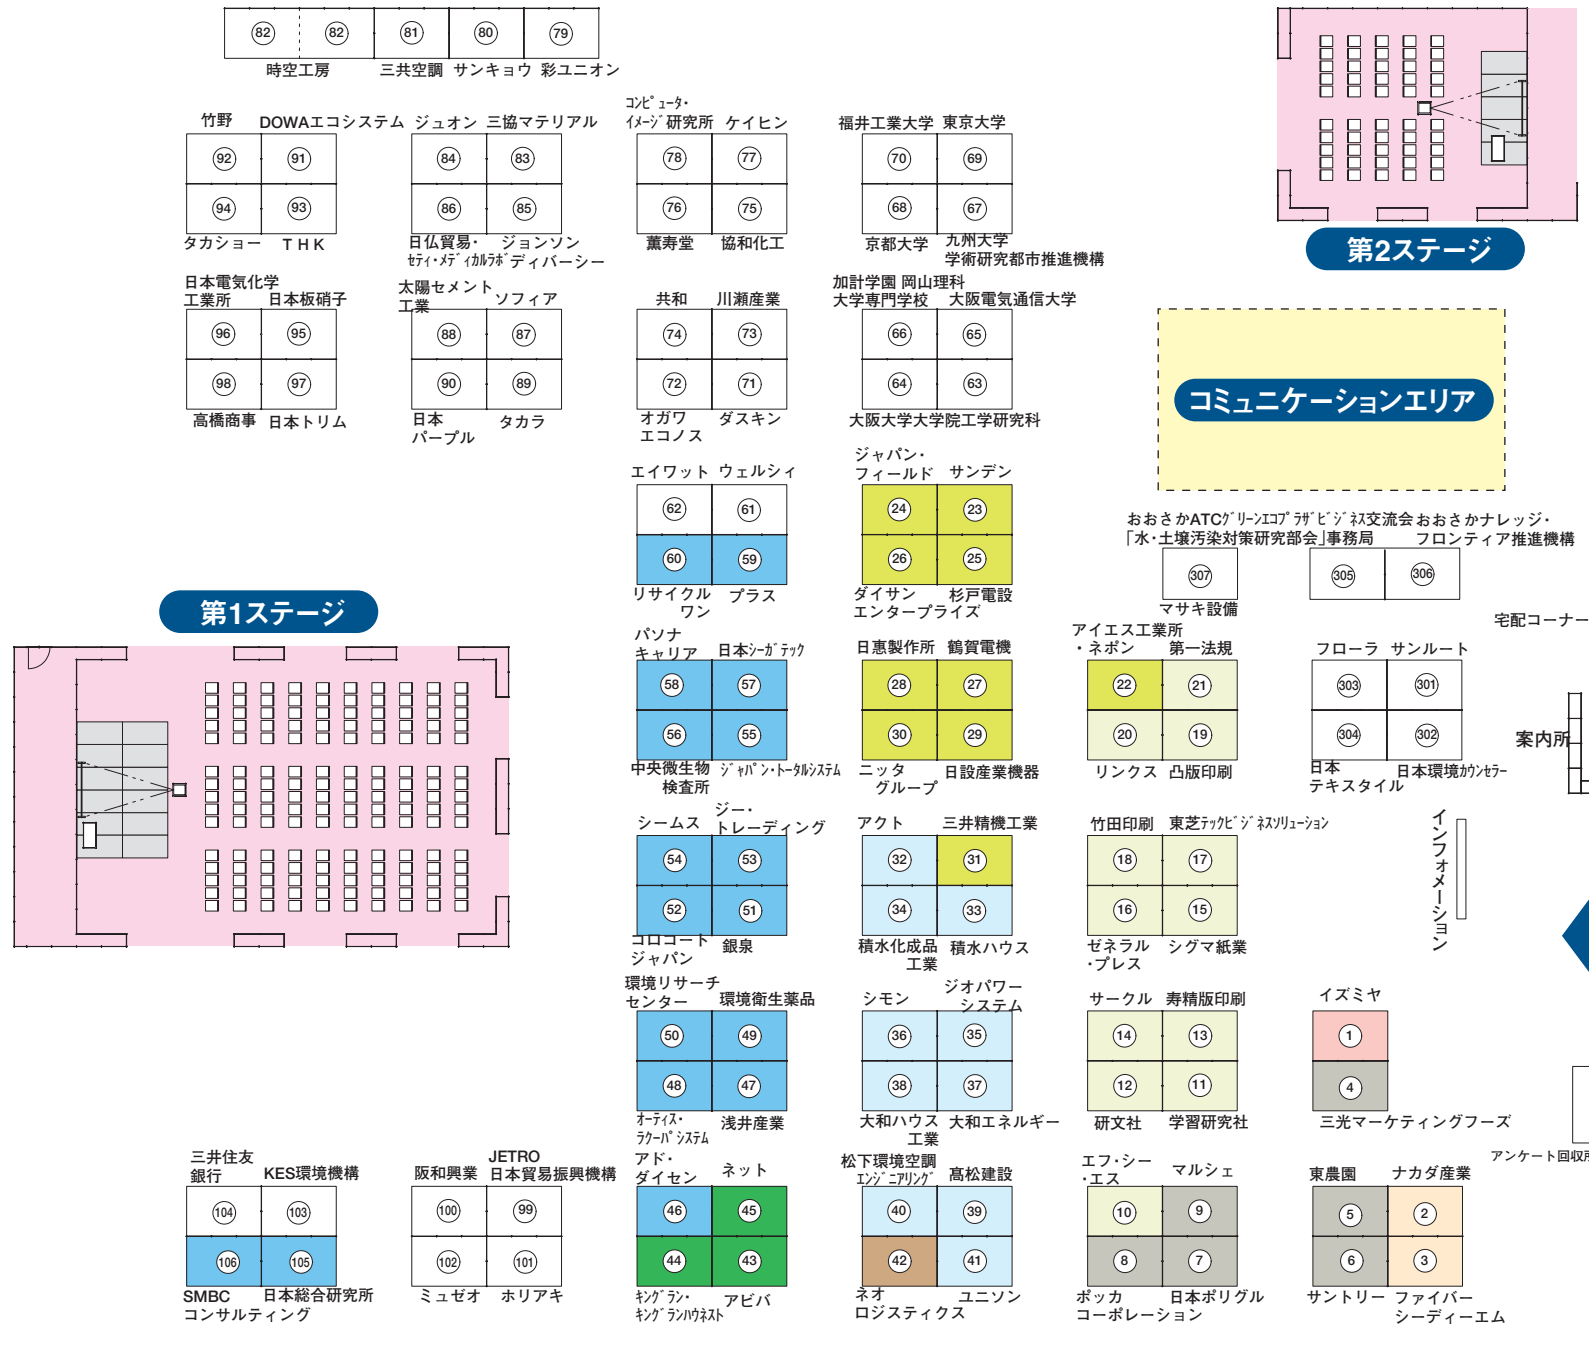 82 82 81 80 79
時空工房 三共空調 サンキョウ 彩ユニオン
竹野 DOWAエコシステム
92 91
94 93
タカショー THK
ジュオン 三協マテリアル
84 83
86 85
日仏貿易・ ジョンソン
セティ・メディカルラボ ディバーシー
コンピュータ・
イメージ研究所 ケイヒン
78 77
76 75
薫寿堂 協和化工
福井工業大学 東京大学
70 69
68 67
京都大学 九州大学
学術研究都市推進機構
第2ステージ
日本電気化学
工業所 日本板硝子
96 95
98 97
高橋商事 日本トリム
太陽セメント
工業 ソフィア
88 87
90 89
日本 タカラ
パープル
共和 川瀬産業
74 73
72 71
オガワ ダスキン
エコノス
加計学園 岡山理科
大学専門学校 大阪電気通信大学
66 65
64 63
大阪大学大学院工学研究科
コミュニケーションエリア
エイワット ウェルシィ
62 61
60 59
リサイクル プラス
ワン
ジャパン・
フィールド サンデン
24 23
26 25
ダイサン 杉戸電設
エンタープライズ
おおさかATCグリーンエコプラザビジネス交流会
「水・土壌汚染対策研究部会」事務局
おおさかナレッジ・
フロンティア推進機構
307 305 306
マサキ設備
宅配コーナー
第1ステージ
パソナ
キャリア 日本シーガテック
58 57
56 55
中央微生物 ジャパン・トータルシステム
検査所
日恵製作所 鶴賀電機
28 27
30 29
ニッタ 日設産業機器
グループ
アイエス工業所
・ネポン 第一法規
22 21
20 19
リンクス 凸版印刷
フローラ サンルート
303 301
304 302
日本 日本環境カウンセラー
テキスタイル
案内所
シームス ジー・
トレーディング
54 53
52 51
コロコート 銀泉
ジャパン
アクト 三井精機工業
32 31
34 33
積水化成品 積水ハウス
工業
竹田印刷 東芝テックビジネスソリューション
18 17
16 15
ゼネラル シグマ紙業
・プレス
インフォメーション
環境リサーチ
センター 環境衛生薬品
50 49
48 47
オーティス・ 浅井産業
ラクーパシステム
シモン ジオパワー
システム
36 35
38 37
大和ハウス 大和エネルギー
工業
サークル 寿精版印刷
14 13
12 11
研文社 学習研究社
イズミヤ
1
4
三光マーケティングフーズ
アンケート回収所
三井住友
銀行 KES環境機構
104 103
106 105
SMBC 日本総合研究所
コンサルティング
阪和興業 JETRO
日本貿易振興機構
100 99
102 101
ミュゼオ ホリアキ
アド・
ダイセン ネット
46 45
44 43
キングラン・ アビバ
キングランハウネスト
松下環境空調
エンジニアリング 髙松建設
40 39
42 41
ネオ ユニソン
ロジスティクス
エフ・シー
・エス マルシェ
10 9
8 7
ポッカ 日本ポリグル
コーポレーション
東農園 ナカダ産業
5 2
6 3
サントリー ファイバー
シーディーエム